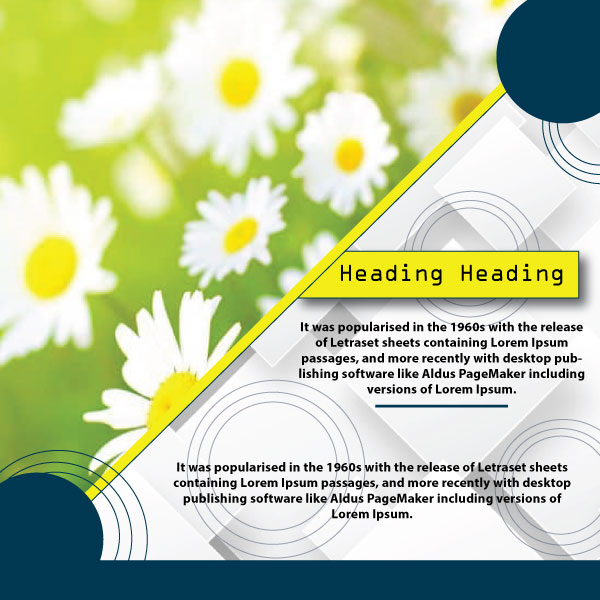 Heading Heading
It was popularised in the 1960s with the release
of Letraset sheets containing Lorem Ipsum
passages, and more recently with desktop pub-
lishing software like Aldus PageMaker including
versions of Lorem Ipsum.
It was popularised in the 1960s with the release of Letraset sheets
containing Lorem Ipsum passages, and more recently with desktop
publishing software like Aldus PageMaker including versions of
Lorem Ipsum.